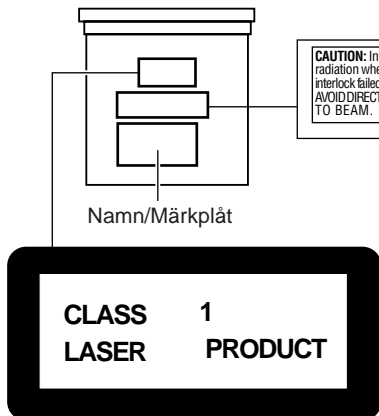 CAUTION: In
radiation whe
interlock failed
AVOID DIRECT
TO BEAM.
Namn/Märkplåt
CLASS 1
LASER PRODUCT